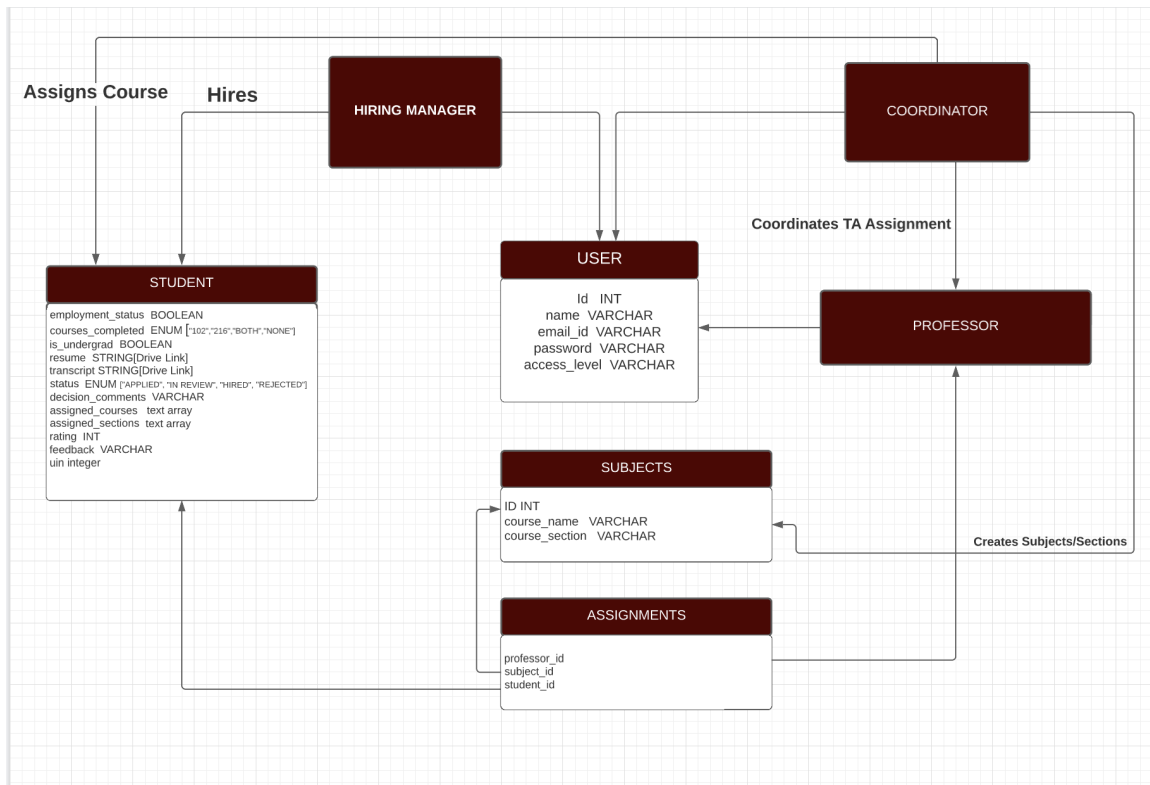 Assigns Course
Hires
HIRING MANAGER
COORDINATOR
Coordinates TA Assignment
STUDENT
employment_status BOOLEAN
courses_completed ENUM ["102","216","BOTH","NONE"]
is_undergrad BOOLEAN
resume STRING[Drive Link]
transcript STRING[Drive Link]
status ENUM ["APPLIED", "IN REVIEW", "HIRED", "REJECTED"]
decision_comments VARCHAR
assigned_courses text array
assigned_sections text array
rating INT
feedback VARCHAR
uin integer
USER
Id INT
name VARCHAR
email_id VARCHAR
password VARCHAR
access_level VARCHAR
PROFESSOR
SUBJECTS
ID INT
course_name VARCHAR
course_section VARCHAR
Creates Subjects/Sections
ASSIGNMENTS
professor_id
subject_id
student_id